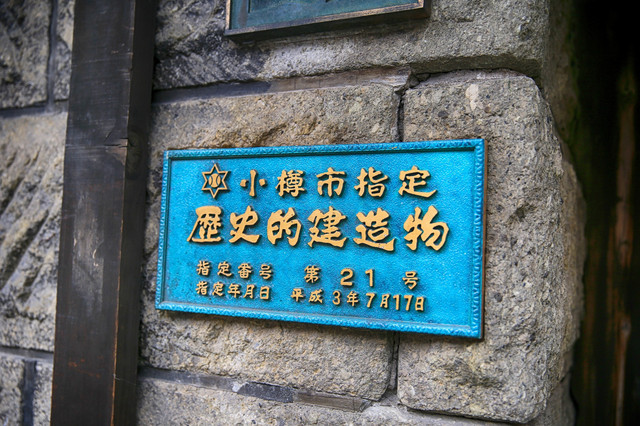 小樽市指定
歴史的建造物
指定番号 第21号
指定年月日 平成3年7月17日